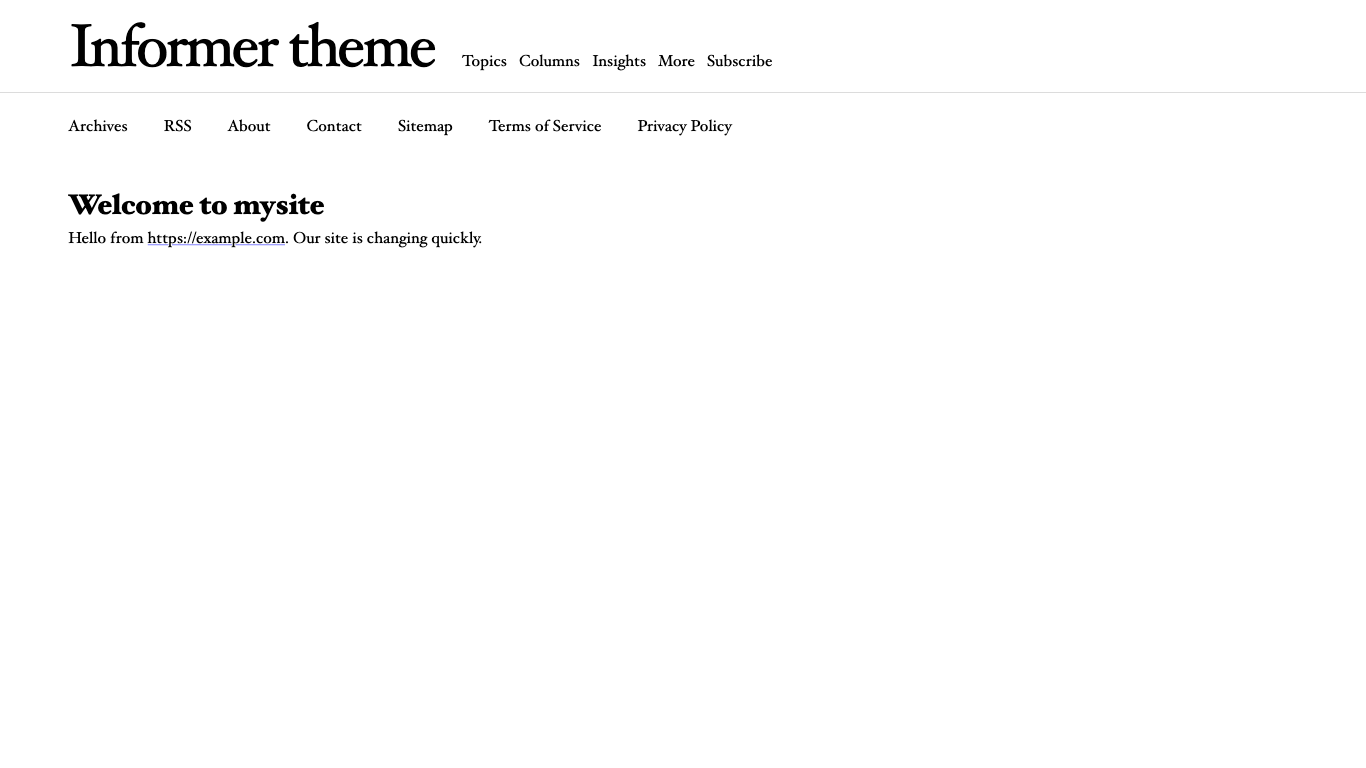 Informer theme Topics Columns Insights More Subscribe
Archives RSS About Contact Sitemap Terms of Service Privacy Policy
Welcome to mysite
Hello from https://example.com. Our site is changing quickly.